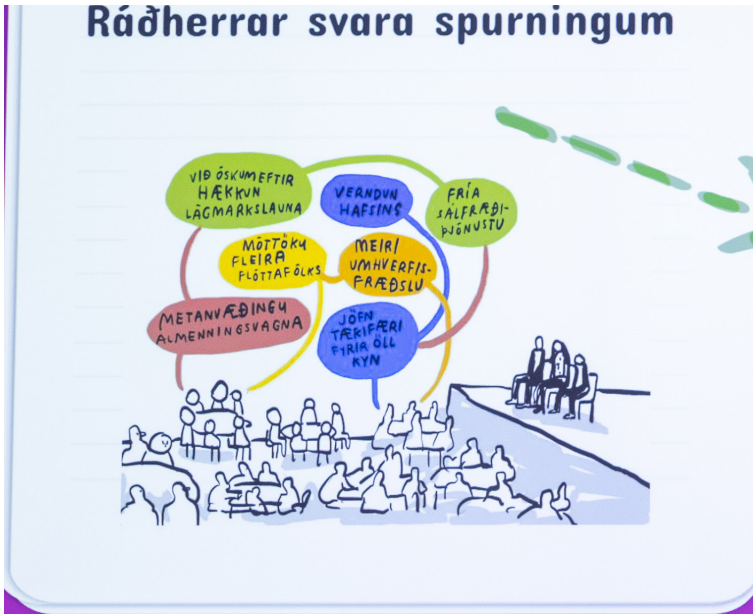 Ráðherrar svara spurningum
VIÐ ÓSKUM EFTIR
HÆKKUN
LÁGMARKSLAUNA
VERNDUN
HAFSINS
FRÍA
SÁLFRÆÐI-
ÞJÓNUSTU
MÓTTÖKU
FLEIRA
FLÓTTAFÓLKS
MEIRI
UMHVERFIS-
FRÆÐSLU
METANVÆÐINGU
ALMENNINGSVAGNA
JÖFN
TÆKIFÆRI
FYRIR ÖLL
KYN